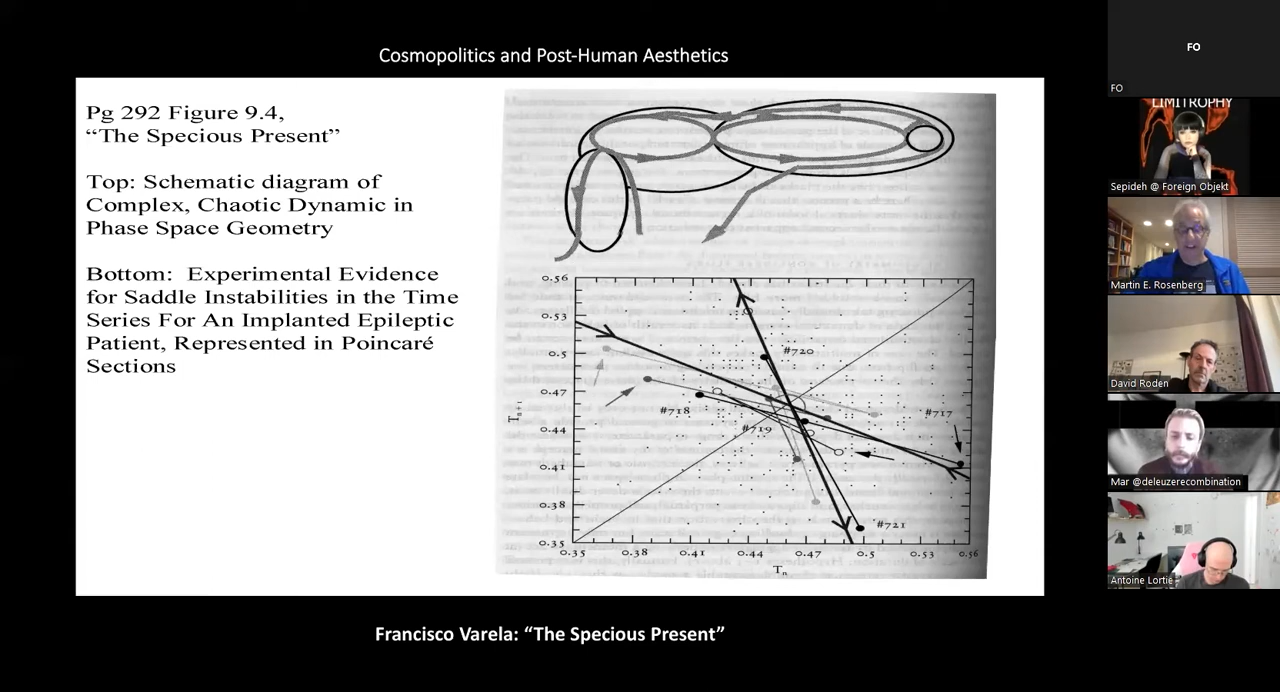 Cosmopolitics and Post-Human Aesthetics
Pg 292 Figure 9.4,
“The Specious Present”
Top: Schematic diagram of
Complex, Chaotic Dynamic in
Phase Space Geometry
Bottom: Experimental Evidence
for Saddle Instabilities in the Time
Series For An Implanted Epileptic
Patient, Represented in Poincaré
Sections
0.56
0.53
0.5
0.47
0.44
0.41
0.38
0.35
Tn+1
#720
#718
#717
#719
#721
0.35 0.38 0.41 0.44 0.47 0.5 0.53 0.56
Tn
Francisco Varela: “The Specious Present”
FO
FO
LIMITROPHY
Sepideh @ Foreign Objekt
Martin E. Rosenberg
David Roden
Mar @deleuzerecombination
Antoine Lortie